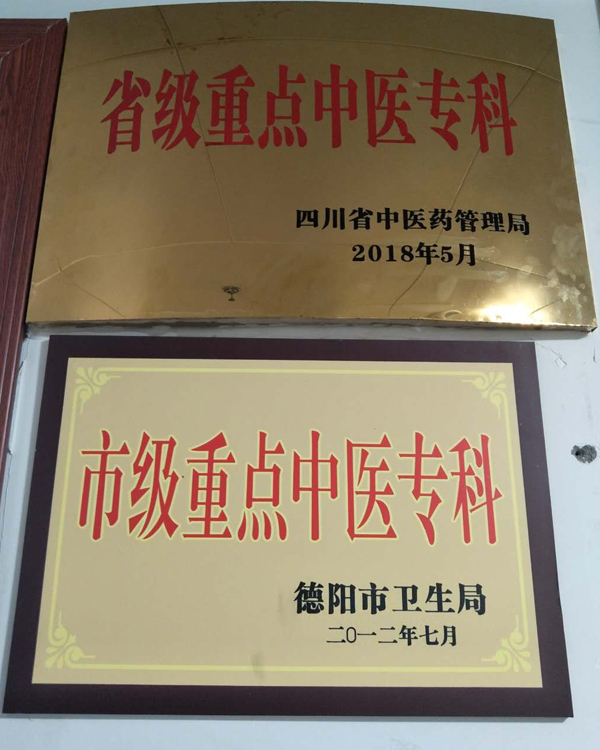 省级重点中医专科
四川省中医药管理局
2018年5月
市级重点中医专科
德阳市卫生局
二0一二年七月